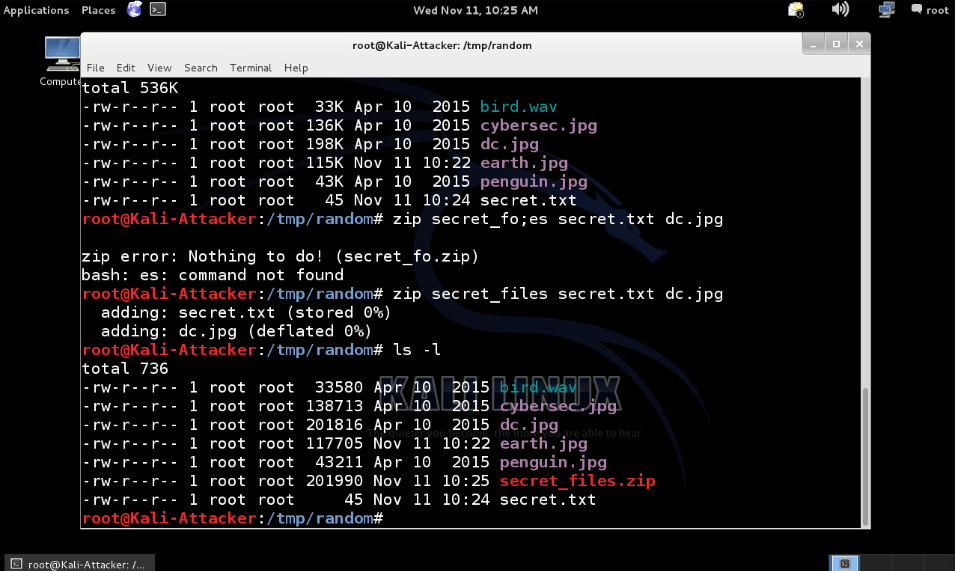 Applications Places Wed Nov 11, 10:25 AM root
Compute
root@Kali-Attacker: /tmp/random
File Edit View Search Terminal Help
total 536K
-rw-r--r-- 1 root root  33K Apr 10  2015 bird.wav
-rw-r--r-- 1 root root 136K Apr 10  2015 cybersec.jpg
-rw-r--r-- 1 root root 198K Apr 10  2015 dc.jpg
-rw-r--r-- 1 root root 115K Nov 11 10:22 earth.jpg
-rw-r--r-- 1 root root  43K Apr 10  2015 penguin.jpg
-rw-r--r-- 1 root root   45 Nov 11 10:24 secret.txt
root@Kali-Attacker:/tmp/random# zip secret_fo;es secret.txt dc.jpg
zip error: Nothing to do! (secret_fo.zip)
bash: es: command not found
root@Kali-Attacker:/tmp/random# zip secret_files secret.txt dc.jpg
  adding: secret.txt (stored 0%)
  adding: dc.jpg (deflated 0%)
root@Kali-Attacker:/tmp/random# ls -l
total 736
-rw-r--r-- 1 root root  33580 Apr 10  2015 bird.wav
KALI LINUX
-rw-r--r-- 1 root root 138713 Apr 10  2015 cybersec.jpg
-rw-r--r-- 1 root root 201816 Apr 10  2015 dc.jpg
the more you are able to hear.
-rw-r--r-- 1 root root 117705 Nov 11 10:22 earth.jpg
-rw-r--r-- 1 root root  43211 Apr 10  2015 penguin.jpg
-rw-r--r-- 1 root root 201990 Nov 11 10:25 secret_files.zip
-rw-r--r-- 1 root root     45 Nov 11 10:24 secret.txt
root@Kali-Attacker:/tmp/random#
root@Kali-Attacker: /...